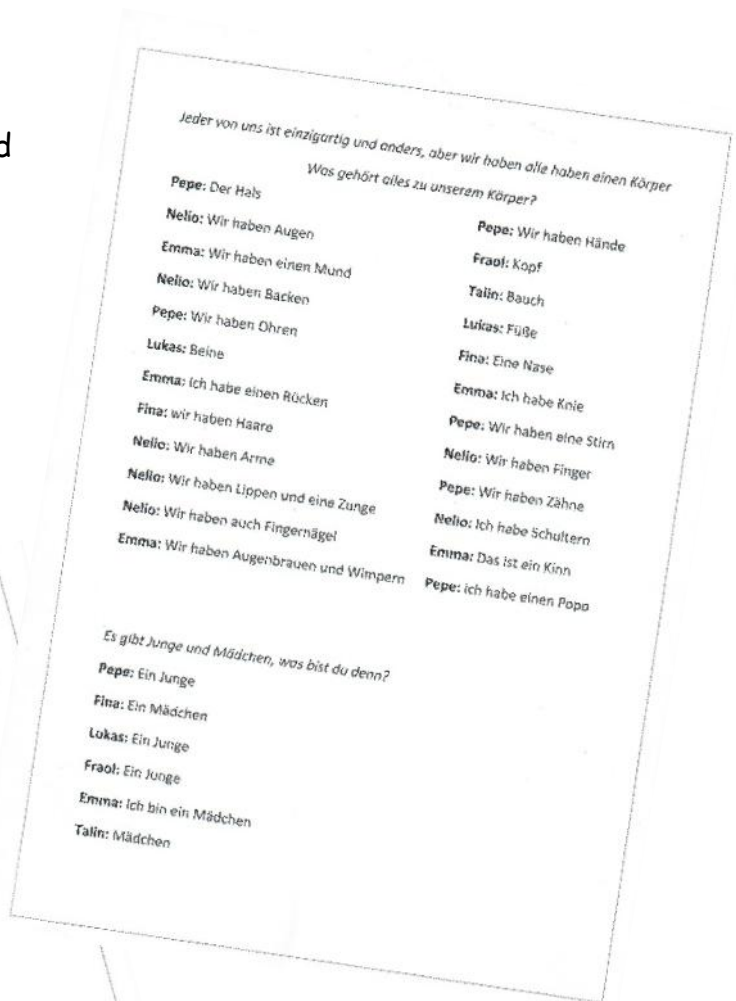 d
Jeder von uns ist einzigartig und anders, aber wir haben alle haben einen Körper
Was gehört alles zu unserem Körper?
Pepe: Der Hals
Nelio: Wir haben Augen
Emma: Wir haben einen Mund
Nelio: Wir haben Backen
Pepe: Wir haben Ohren
Lukas: Beine
Emma: Ich habe einen Rücken
Fina: wir haben Haare
Nelio: Wir haben Arme
Nelio: Wir haben Lippen und eine Zunge
Nelio: Wir haben auch Fingernägel
Emma: Wir haben Augenbrauen und Wimpern
Pepe: Wir haben Hände
Fraol: Kopf
Talin: Bauch
Lukas: Füße
Fina: Eine Nase
Emma: Ich habe Knie
Pepe: Wir haben eine Stirn
Nelio: Wir haben Finger
Pepe: Wir haben Zähne
Nelio: Ich habe Schultern
Emma: Das ist ein Kinn
Pepe: ich habe einen Popo
Es gibt Junge und Mädchen, was bist du denn?
Pepe: Ein Junge
Fina: Ein Mädchen
Lukas: Ein Junge
Fraol: Ein Junge
Emma: Ich bin ein Mädchen
Talin: Mädchen